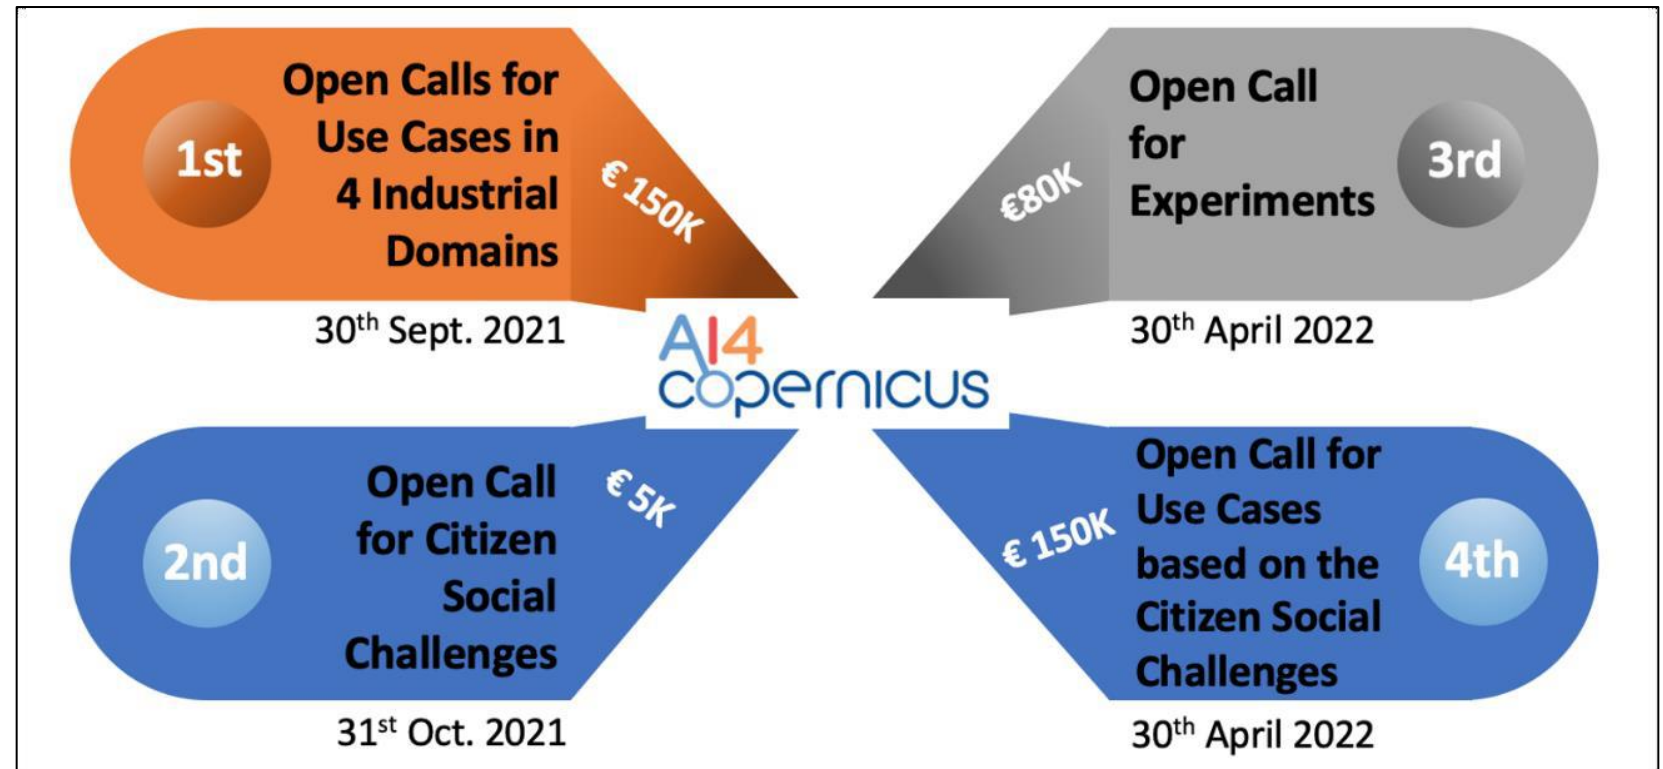 1st
Open Calls for
Use Cases in
4 Industrial
Domains
€ 150K
30th Sept. 2021
Open Call
for
Experiments
3rd
€80K
30th April 2022
AI4
copernicus
2nd
Open Call
for Citizen
Social
Challenges
€ 5K
31st Oct. 2021
Open Call for
Use Cases
based on the
Citizen Social
Challenges
4th
€ 150K
30th April 2022